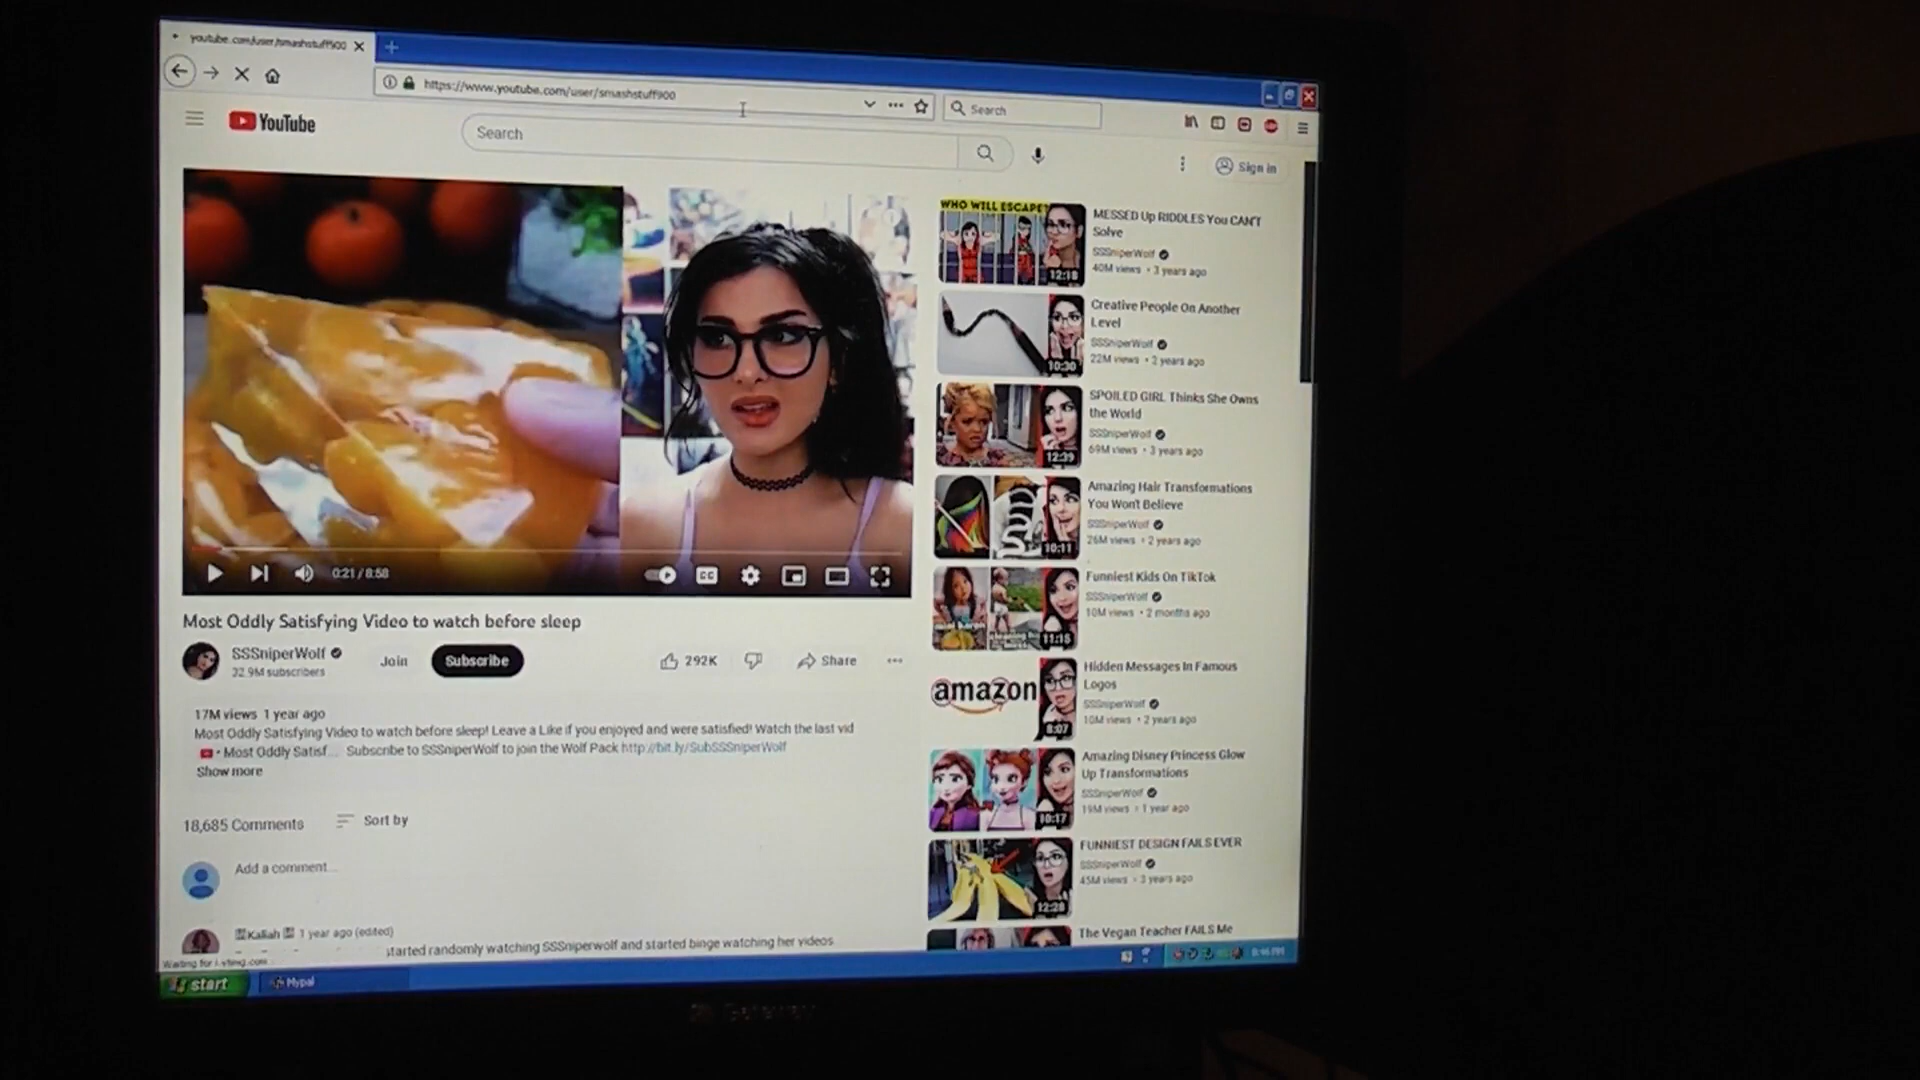 youtube.com/user/smashstuff900
https://www.youtube.com/user/smashstuff900
Search
YouTube
Search
Sign in
0:21 / 8:58
CC
Most Oddly Satisfying Video to watch before sleep
SSSniperWolf
32.9M subscribers
Join
Subscribe
292K
Share
17M views 1 year ago
Most Oddly Satisfying Video to watch before sleep! Leave a Like if you enjoyed and were satisfied! Watch the last vid
• Most Oddly Satisf... Subscribe to SSSniperWolf to join the Wolf Pack http://bit.ly/SubSSSniperWolf
Show more
18,685 Comments
Sort by
Add a comment...
Kaliah 1 year ago (edited)
started randomly watching SSSniperwolf and started binge watching her videos
WHO WILL ESCAPE?
12:18
MESSED Up RIDDLES You CAN'T
Solve
SSSniperWolf
40M views • 3 years ago
10:30
Creative People On Another
Level
SSSniperWolf
22M views • 2 years ago
12:39
SPOILED GIRL Thinks She Owns
the World
SSSniperWolf
69M views • 3 years ago
10:11
Amazing Hair Transformations
You Won't Believe
SSSniperWolf
26M views • 2 years ago
11:15
Funniest Kids On TikTok
SSSniperWolf
10M views • 2 months ago
amazon
8:07
Hidden Messages In Famous
Logos
SSSniperWolf
10M views • 2 years ago
10:17
Amazing Disney Princess Glow
Up Transformations
SSSniperWolf
19M views • 1 year ago
12:28
FUNNIEST DESIGN FAILS EVER
SSSniperWolf
45M views • 3 years ago
The Vegan Teacher FAILS Me
Waiting for i.ytimg.com...
start
Mypal
Gateway